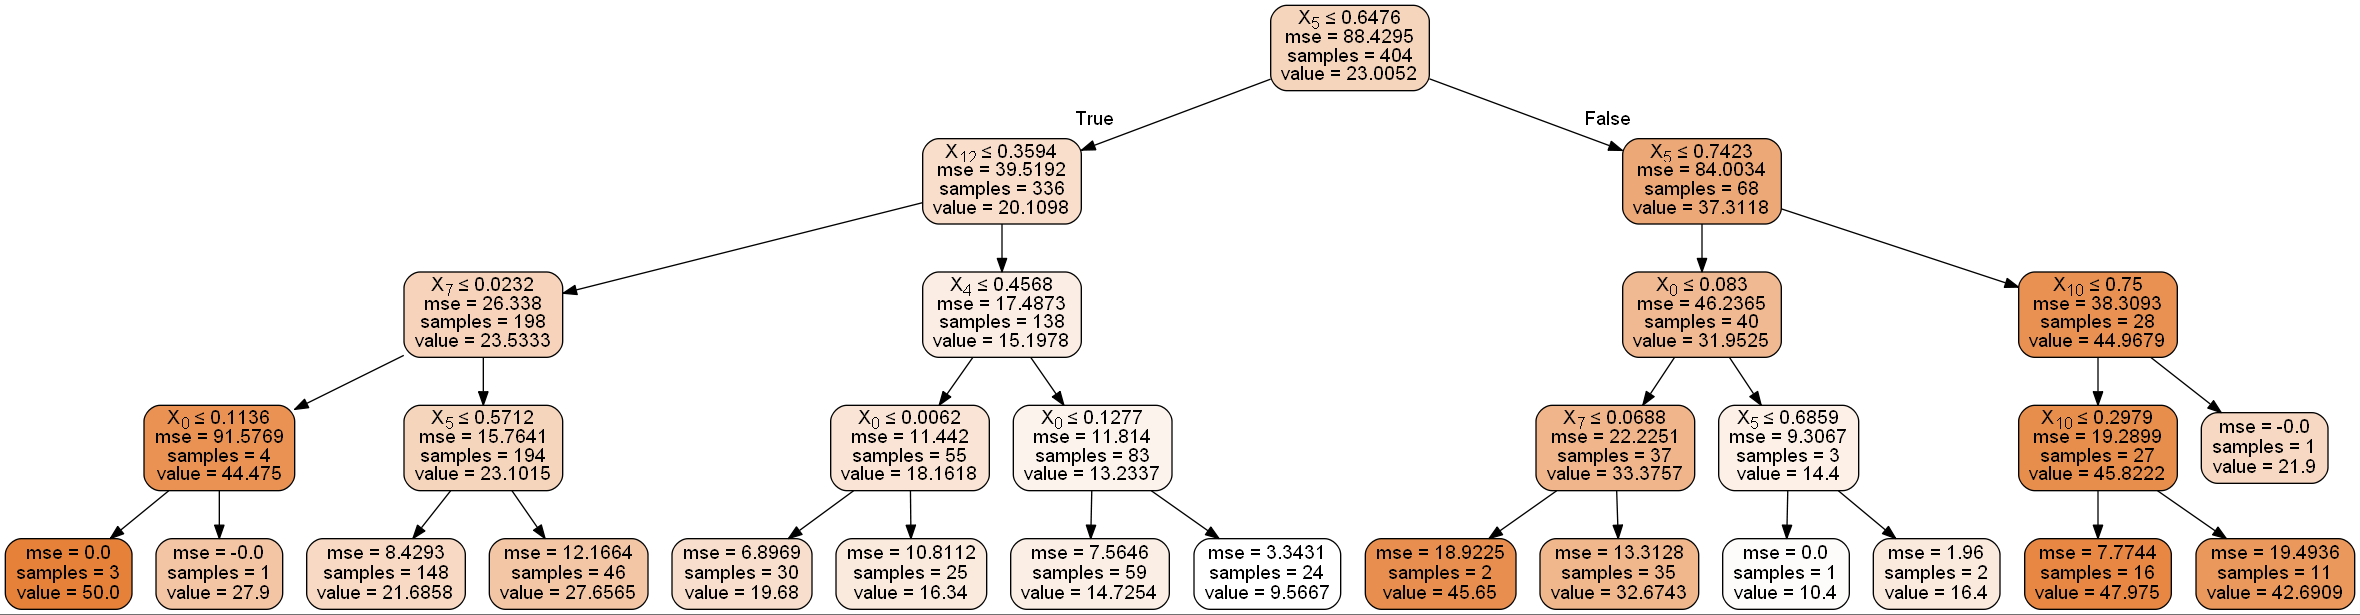 X5 ≤ 0.6476
mse = 88.4295
samples = 404
value = 23.0052
True
False
X12 ≤ 0.3594
mse = 39.5192
samples = 336
value = 20.1098
X5 ≤ 0.7423
mse = 84.0034
samples = 68
value = 37.3118
X7 ≤ 0.0232
mse = 26.338
samples = 198
value = 23.5333
X4 ≤ 0.4568
mse = 17.4873
samples = 138
value = 15.1978
X0 ≤ 0.083
mse = 46.2365
samples = 40
value = 31.9525
X10 ≤ 0.75
mse = 38.3093
samples = 28
value = 44.9679
X0 ≤ 0.1136
mse = 91.5769
samples = 4
value = 44.475
X5 ≤ 0.5712
mse = 15.7641
samples = 194
value = 23.1015
X0 ≤ 0.0062
mse = 11.442
samples = 55
value = 18.1618
X0 ≤ 0.1277
mse = 11.814
samples = 83
value = 13.2337
X7 ≤ 0.0688
mse = 22.2251
samples = 37
value = 33.3757
X5 ≤ 0.6859
mse = 9.3067
samples = 3
value = 14.4
X10 ≤ 0.2979
mse = 19.2899
samples = 27
value = 45.8222
mse = -0.0
samples = 1
value = 21.9
mse = 0.0
samples = 3
value = 50.0
mse = -0.0
samples = 1
value = 27.9
mse = 8.4293
samples = 148
value = 21.6858
mse = 12.1664
samples = 46
value = 27.6565
mse = 6.8969
samples = 30
value = 19.68
mse = 10.8112
samples = 25
value = 16.34
mse = 7.5646
samples = 59
value = 14.7254
mse = 3.3431
samples = 24
value = 9.5667
mse = 18.9225
samples = 2
value = 45.65
mse = 13.3128
samples = 35
value = 32.6743
mse = 0.0
samples = 1
value = 10.4
mse = 1.96
samples = 2
value = 16.4
mse = 7.7744
samples = 16
value = 47.975
mse = 19.4936
samples = 11
value = 42.6909